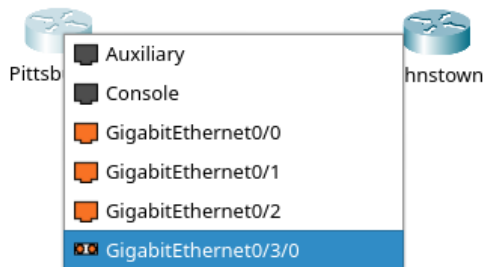 Auxiliary
Pittsb
hnstown
Console
GigabitEthernet0/0
GigabitEthernet0/1
GigabitEthernet0/2
GigabitEthernet0/3/0